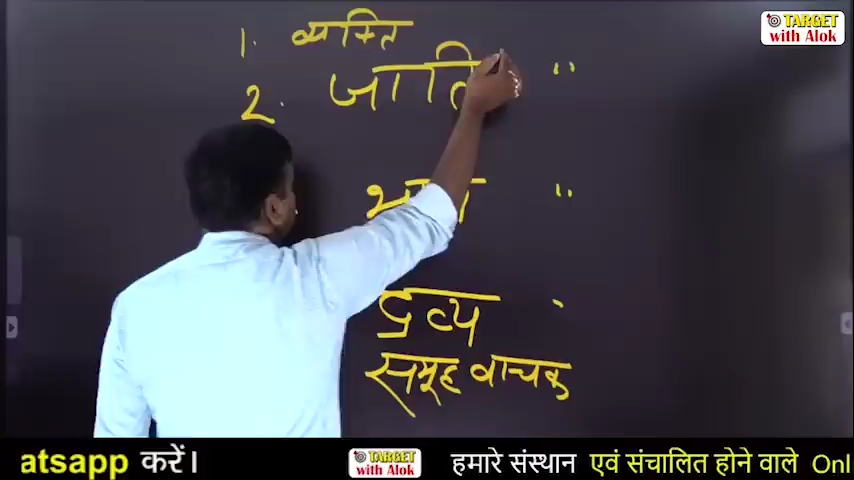 TARGET
with Alok
1. व्यक्ति
2. जाति "
भाव "
द्रव्य
समूह वाचक
atsapp करें।
TARGET
with Alok
हमारे संस्थान एवं संचालित होने वाले Onl